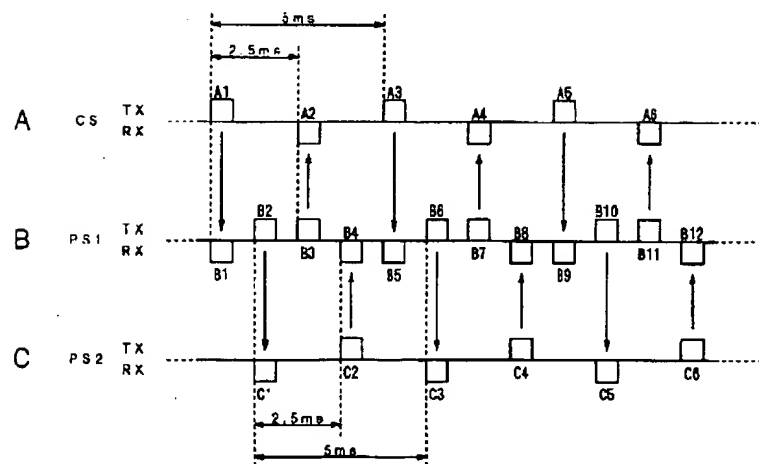 5ms
2.5ms
A1 A2 A3 A4 A5 A6
A CS TX
RX
B2 B6 B10
B PS1 TX
RX
B4 B8 B12
B1 B3 B5 B7 B9 B11
C PS2 TX
RX
C1 C2 C3 C4 C5 C6
2.5ms
5ms